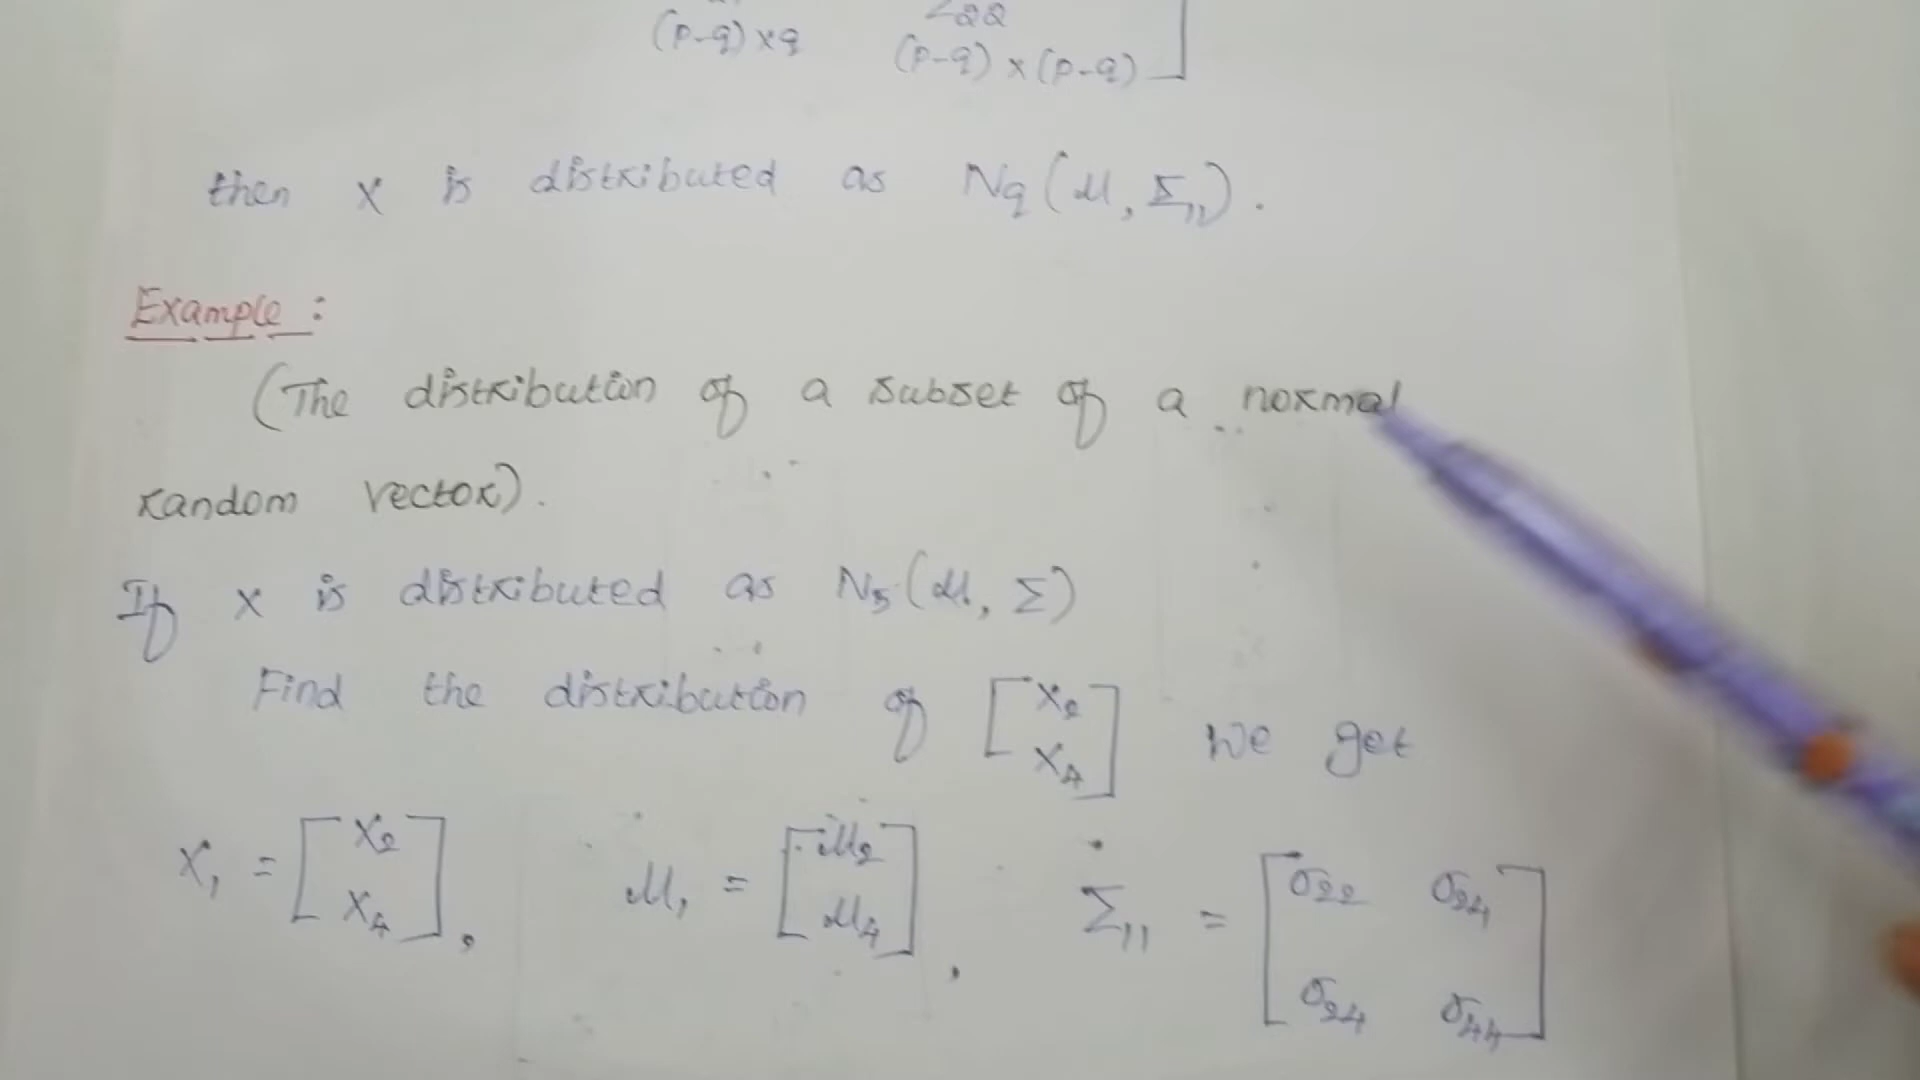 (p-q) x q Σ22
(p-q) x (p-q)
then X is distributed as Nq (μ, Σ11).
Example :
(The distribution of a subset of a normal
random vector).
If X is distributed as N5 (μ, Σ)
Find the distribution of [X2 X4] we get
X1 = [X2 X4], μ1 = [μ2 μ4], Σ11 = [σ22 σ24 σ24 σ44]